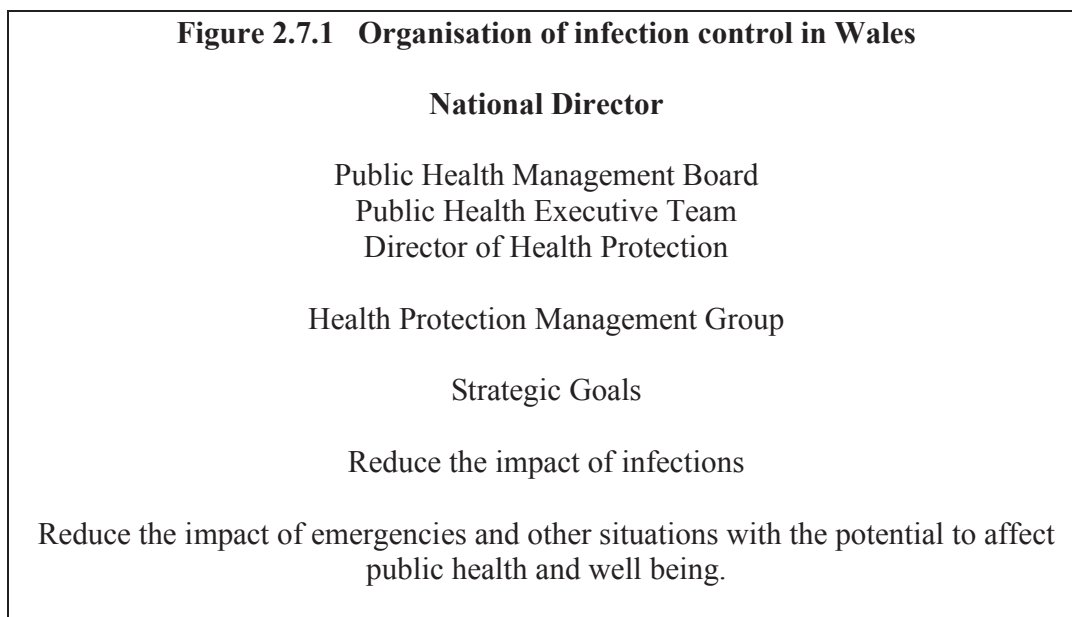 Figure 2.7.1 Organisation of infection control in Wales
National Director
Public Health Management Board
Public Health Executive Team
Director of Health Protection
Health Protection Management Group
Strategic Goals
Reduce the impact of infections
Reduce the impact of emergencies and other situations with the potential to affect
public health and well being.